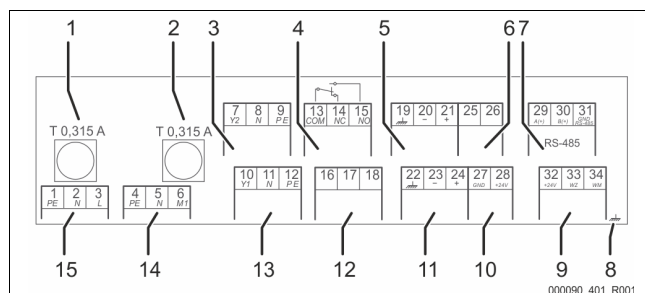 1 2 3 4 5 6 7
7 8 9 13 14 15 19 20 21 25 26 29 30 31
Y2 N PE COM NC NO − + A(+) B(+) GND RS-485
T 0,315 A T 0,315 A RS-485
10 11 12 16 17 18 22 23 24 27 28 32 33 34
Y1 N PE − + GND +24V +24V WZ WM
1 2 3 4 5 6
PE N L PE N M1
15 14 13 12 11 10 9 8
000090_401_R001